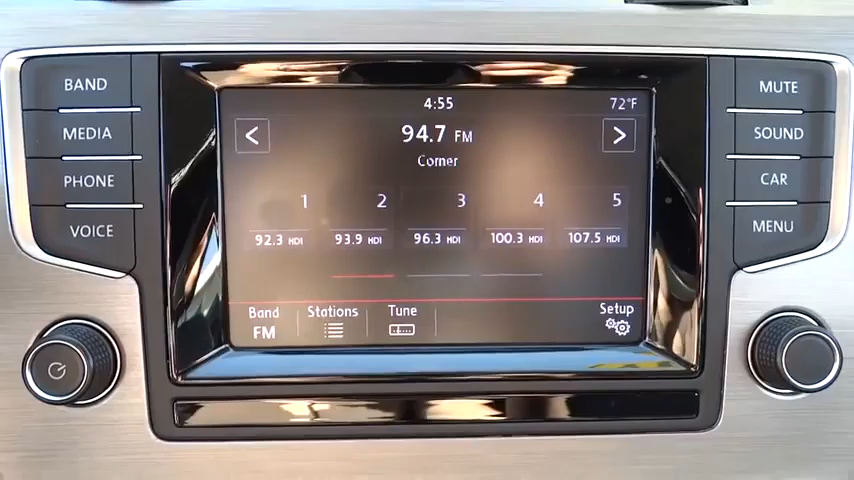 BAND
MEDIA
PHONE
VOICE
4:55
72°F
<
94.7 FM
>
Corner
1 2 3 4 5
92.3 HD1 93.9 HD1 96.3 HD1 100.3 HD1 107.5 HD1
Band Stations Tune Setup
FM
MUTE
SOUND
CAR
MENU